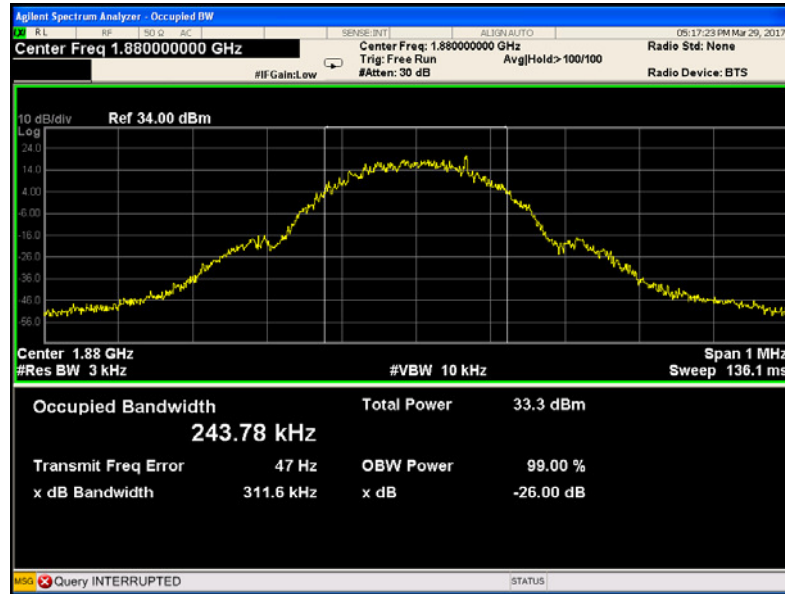 Agilent Spectrum Analyzer - Occupied BW
RL RF 50 Ω AC SENSE:INT ALIGN AUTO 05:17:23 PM Mar 29, 2017
Center Freq 1.880000000 GHz Center Freq: 1.880000000 GHz Radio Std: None
Trig: Free Run Avg|Hold:>100/100
#IFGain:Low #Atten: 30 dB Radio Device: BTS
10 dB/div Ref 34.00 dBm
Log
24.0
14.0
4.00
-6.00
-16.0
-26.0
-36.0
-46.0
-56.0
Center 1.88 GHz Span 1 MHz
#Res BW 3 kHz #VBW 10 kHz Sweep 136.1 ms
Occupied Bandwidth Total Power 33.3 dBm
243.78 kHz
Transmit Freq Error 47 Hz OBW Power 99.00 %
x dB Bandwidth 311.6 kHz x dB -26.00 dB
MSG Query INTERRUPTED STATUS